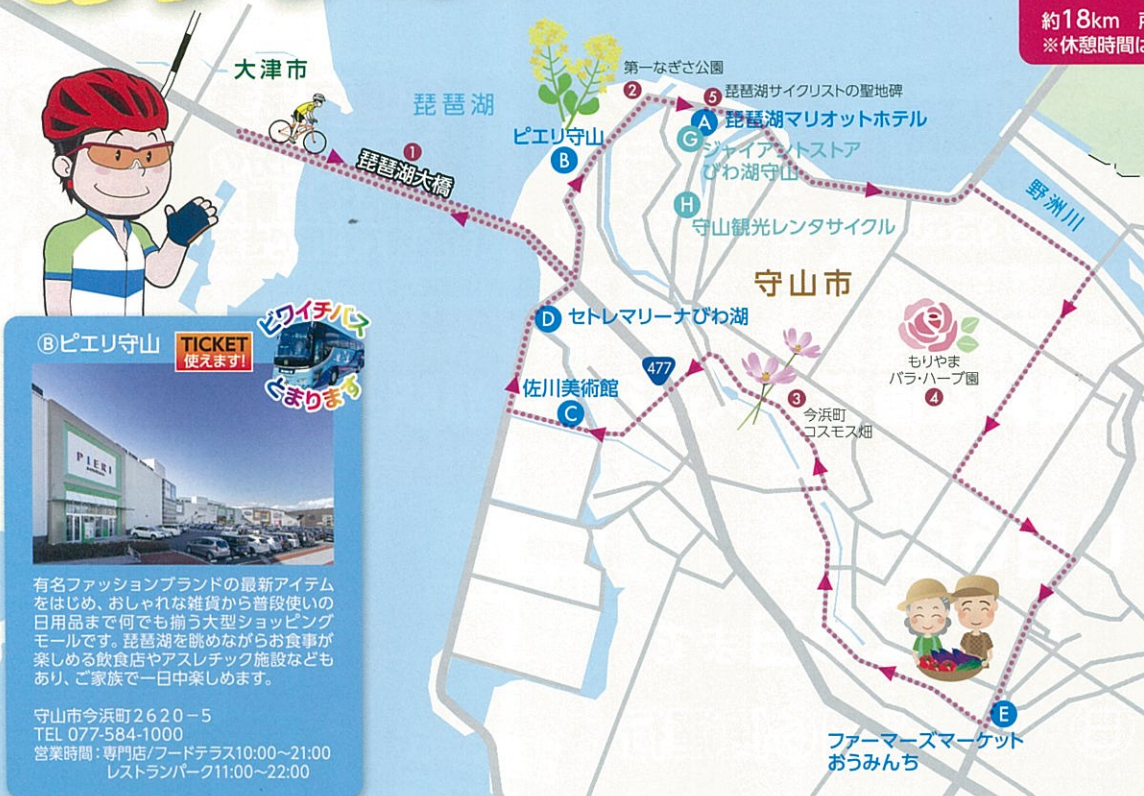 約18km
※休憩時間は
大津市
琵琶湖
第一なぎさ公園
2
5 琵琶湖サイクリストの聖地碑
A 琵琶湖マリオットホテル
ピエリ守山
B
G ジャイアントストア
びわ湖守山
1
琵琶湖大橋
H
守山観光レンタサイクル
野洲川
守山市
D セトレマリーナびわ湖
477
もりやま
バラ・ハーブ園
4
佐川美術館
C
3
今浜町
コスモス畑
E
ファーマーズマーケット
おうみんち
Bピエリ守山
TICKET
使えます!
ビワイチバス
とまります
PIERI
有名ファッションブランドの最新アイテム
をはじめ、おしゃれな雑貨から普段使いの
日用品まで何でも揃う大型ショッピング
モールです。琵琶湖を眺めながらお食事が
楽しめる飲食店やアスレチック施設なども
あり、ご家族で一日中楽しめます。
守山市今浜町2620−5
TEL 077-584-1000
営業時間:専門店/フードテラス10:00〜21:00
レストランパーク11:00〜22:00